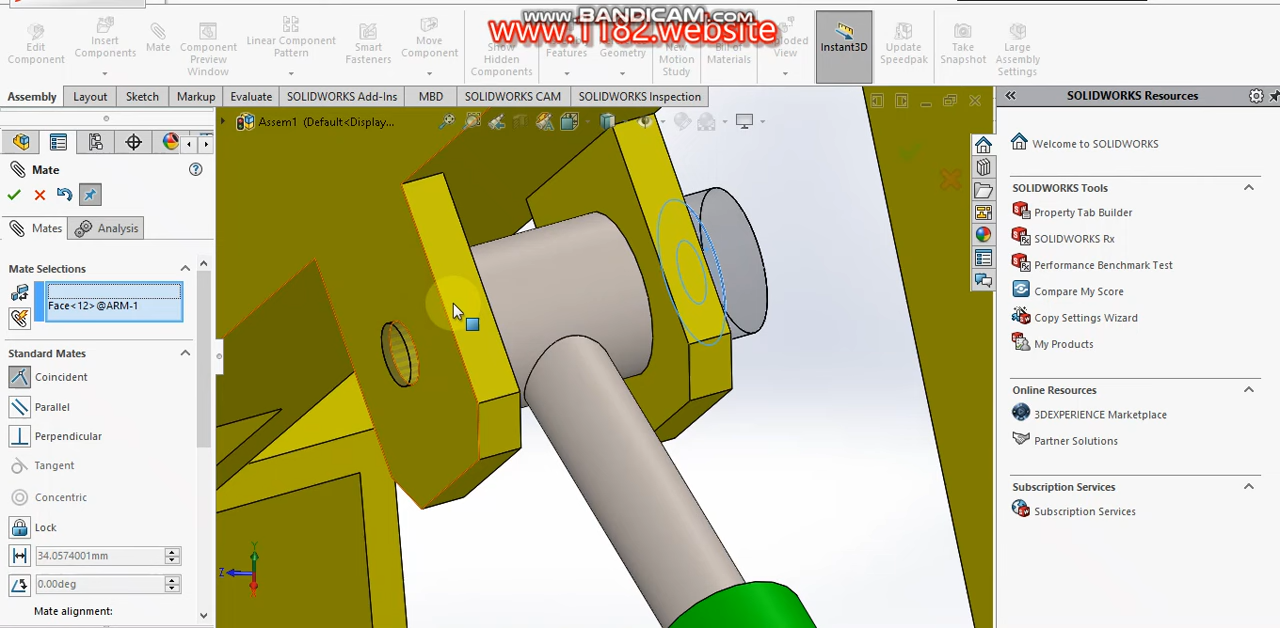 www.BANDICAM.com
www.1182.website
Edit Component
Insert Components
Mate
Component Preview Window
Linear Component Pattern
Smart Fasteners
Move Component
Show Hidden Components
Features
Geometry
New Motion Study
Bill of Materials
Exploded View
Instant3D
Update Speedpak
Take Snapshot
Large Assembly Settings
Assembly
Layout
Sketch
Markup
Evaluate
SOLIDWORKS Add-Ins
MBD
SOLIDWORKS CAM
SOLIDWORKS Inspection
Assem1 (Default<Display...
Mate
Mates
Analysis
Mate Selections
Face<12>@ARM-1
Standard Mates
Coincident
Parallel
Perpendicular
Tangent
Concentric
Lock
34.0574001mm
0.00deg
Mate alignment:
Y
Z
SOLIDWORKS Resources
Welcome to SOLIDWORKS
SOLIDWORKS Tools
Property Tab Builder
SOLIDWORKS Rx
Performance Benchmark Test
Compare My Score
Copy Settings Wizard
My Products
Online Resources
3DEXPERIENCE Marketplace
Partner Solutions
Subscription Services
Subscription Services